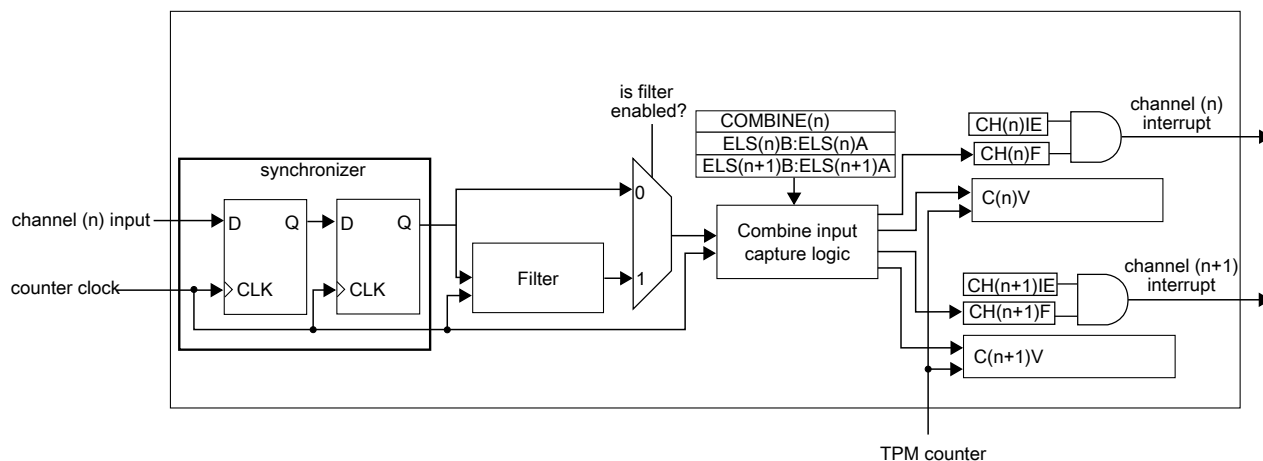 is filter
enabled?
COMBINE(n)
ELS(n)B:ELS(n)A
ELS(n+1)B:ELS(n+1)A
CH(n)IE
CH(n)F
channel (n)
interrupt
synchronizer
channel (n) input
D Q
D Q
0
C(n)V
Combine input
capture logic
Filter
1
counter clock
CLK
CLK
CH(n+1)IE
CH(n+1)F
channel (n+1)
interrupt
C(n+1)V
TPM counter